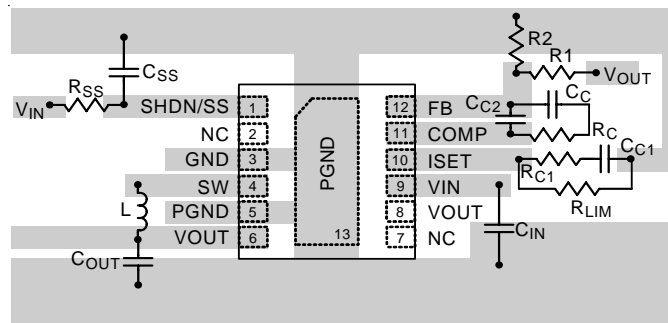 R2
R1
VOUT
CSS
RSS
VIN
SHDN/SS
1
12
FB
CC2
CC
NC
2
11
COMP
RC
GND
3
10
ISET
RC1
CC1
SW
4
9
VIN
RLIM
L
PGND
5
8
VOUT
VOUT
6
7
NC
PGND
13
COUT
CIN